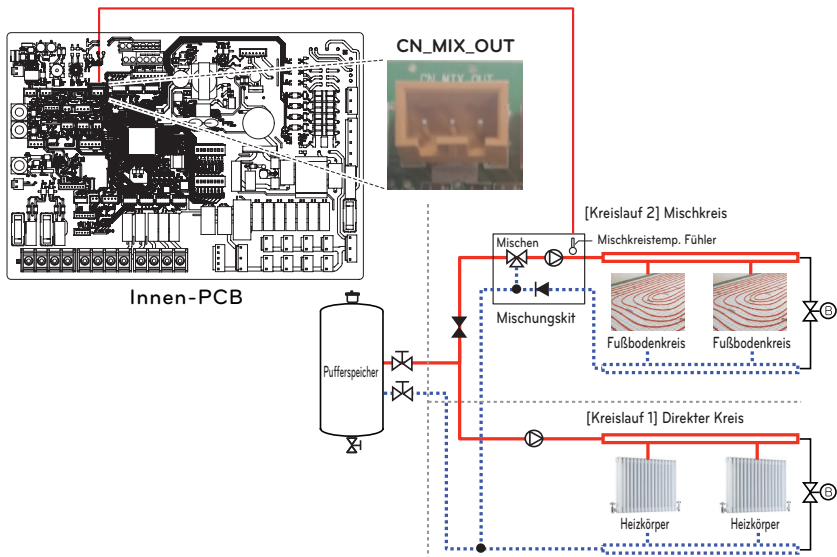 CN_MIX_OUT
CN_MIX_OUT
Innen-PCB
[Kreislauf 2] Mischkreis
Mischen
Mischkreistemp. Fühler
Mischungskit
Fußbodenkreis
Fußbodenkreis
B
Pufferspeicher
[Kreislauf 1] Direkter Kreis
Heizkörper
Heizkörper
B